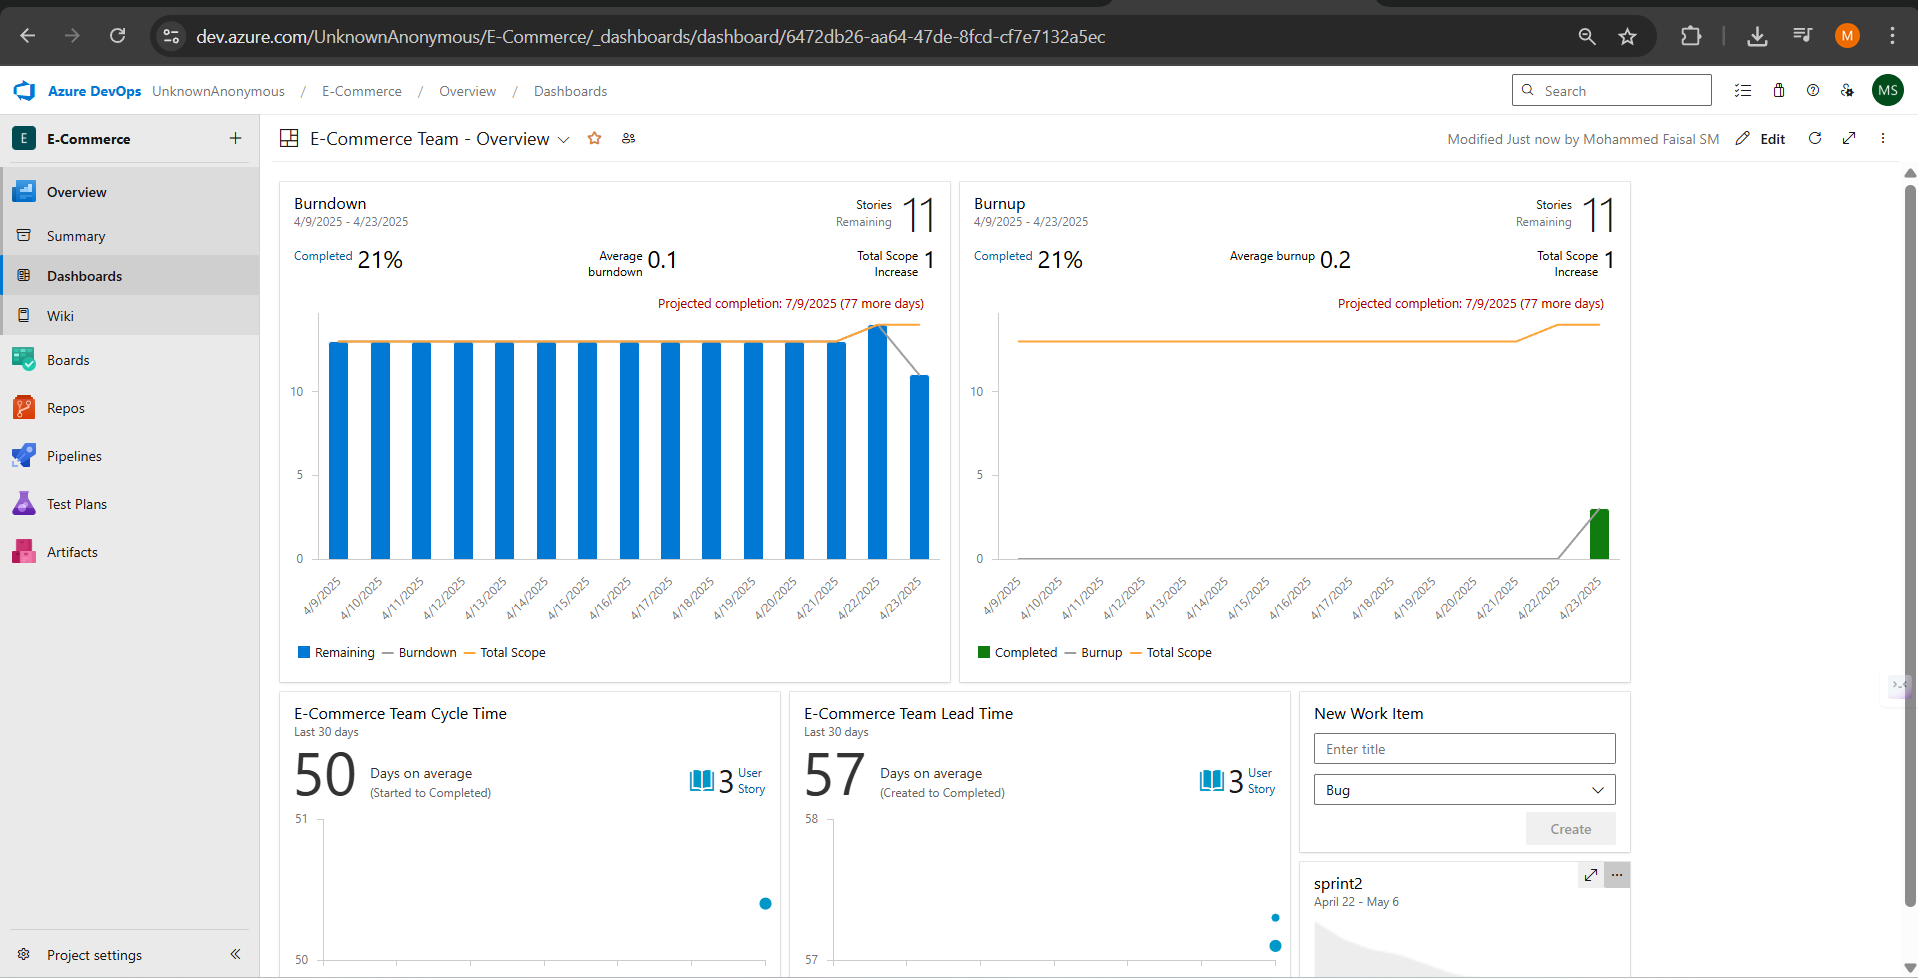 dev.azure.com/UnknownAnonymous/E-Commerce/_dashboards/dashboard/6472db26-aa64-47de-8fcd-cf7e7132a5ec
M
Azure DevOps UnknownAnonymous / E-Commerce / Overview / Dashboards
Search
MS
E E-Commerce +
Overview
Summary
Dashboards
Wiki
Boards
Repos
Pipelines
Test Plans
Artifacts
Project settings
E-Commerce Team - Overview
Modified Just now by Mohammed Faisal SM
Edit
Burndown
4/9/2025 - 4/23/2025
Stories
Remaining
11
Completed 21%
Average
burndown
0.1
Total Scope
Increase
1
Projected completion: 7/9/2025 (77 more days)
10
5
0
4/9/2025
4/10/2025
4/11/2025
4/12/2025
4/13/2025
4/14/2025
4/15/2025
4/16/2025
4/17/2025
4/18/2025
4/19/2025
4/20/2025
4/21/2025
4/22/2025
4/23/2025
Remaining Burndown Total Scope
Burnup
4/9/2025 - 4/23/2025
Stories
Remaining
11
Completed 21%
Average burnup 0.2
Total Scope
Increase
1
Projected completion: 7/9/2025 (77 more days)
10
5
0
4/9/2025
4/10/2025
4/11/2025
4/12/2025
4/13/2025
4/14/2025
4/15/2025
4/16/2025
4/17/2025
4/18/2025
4/19/2025
4/20/2025
4/21/2025
4/22/2025
4/23/2025
Completed Burnup Total Scope
E-Commerce Team Cycle Time
Last 30 days
50
Days on average
(Started to Completed)
3
User
Story
51
50
E-Commerce Team Lead Time
Last 30 days
57
Days on average
(Created to Completed)
3
User
Story
58
57
New Work Item
Enter title
Bug
Create
sprint2
April 22 - May 6